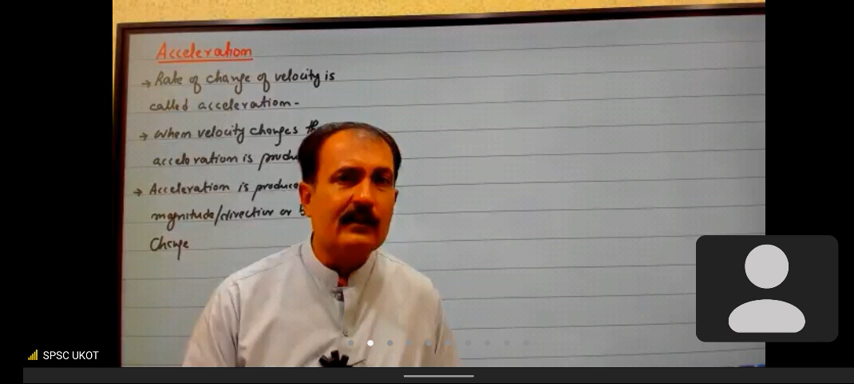 Acceleration
→ Rate of change of velocity is
called acceleration -
→ when velocity changes
acceleration is
→ Acceleration is
magnitude/direction or
Change
SPSC UKOT